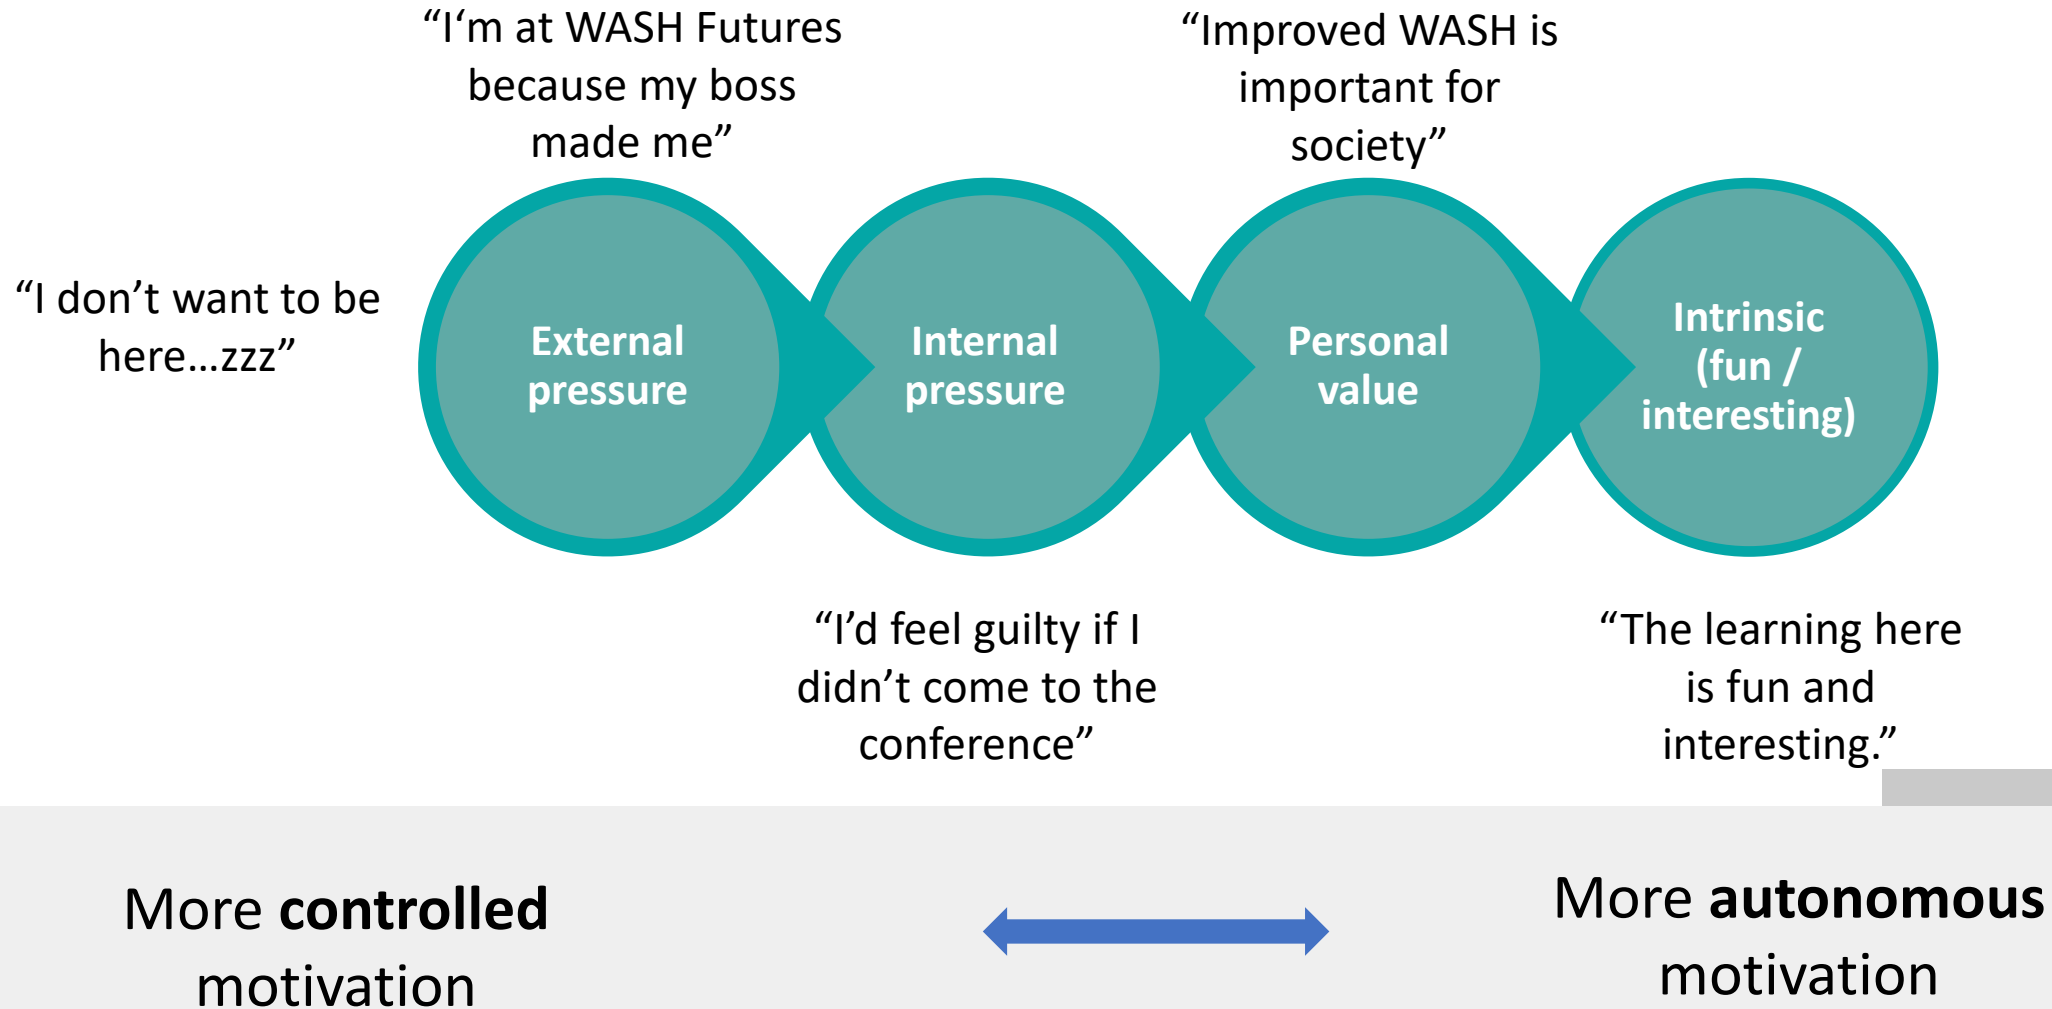 “I‘m at WASH Futures
because my boss
made me”
“Improved WASH is
important for
society”
“I don’t want to be
here…zzz”
External
pressure
Internal
pressure
Personal
value
Intrinsic
(fun /
interesting)
“I’d feel guilty if I
didn’t come to the
conference”
“The learning here
is fun and
interesting.”
More controlled
motivation
More autonomous
motivation